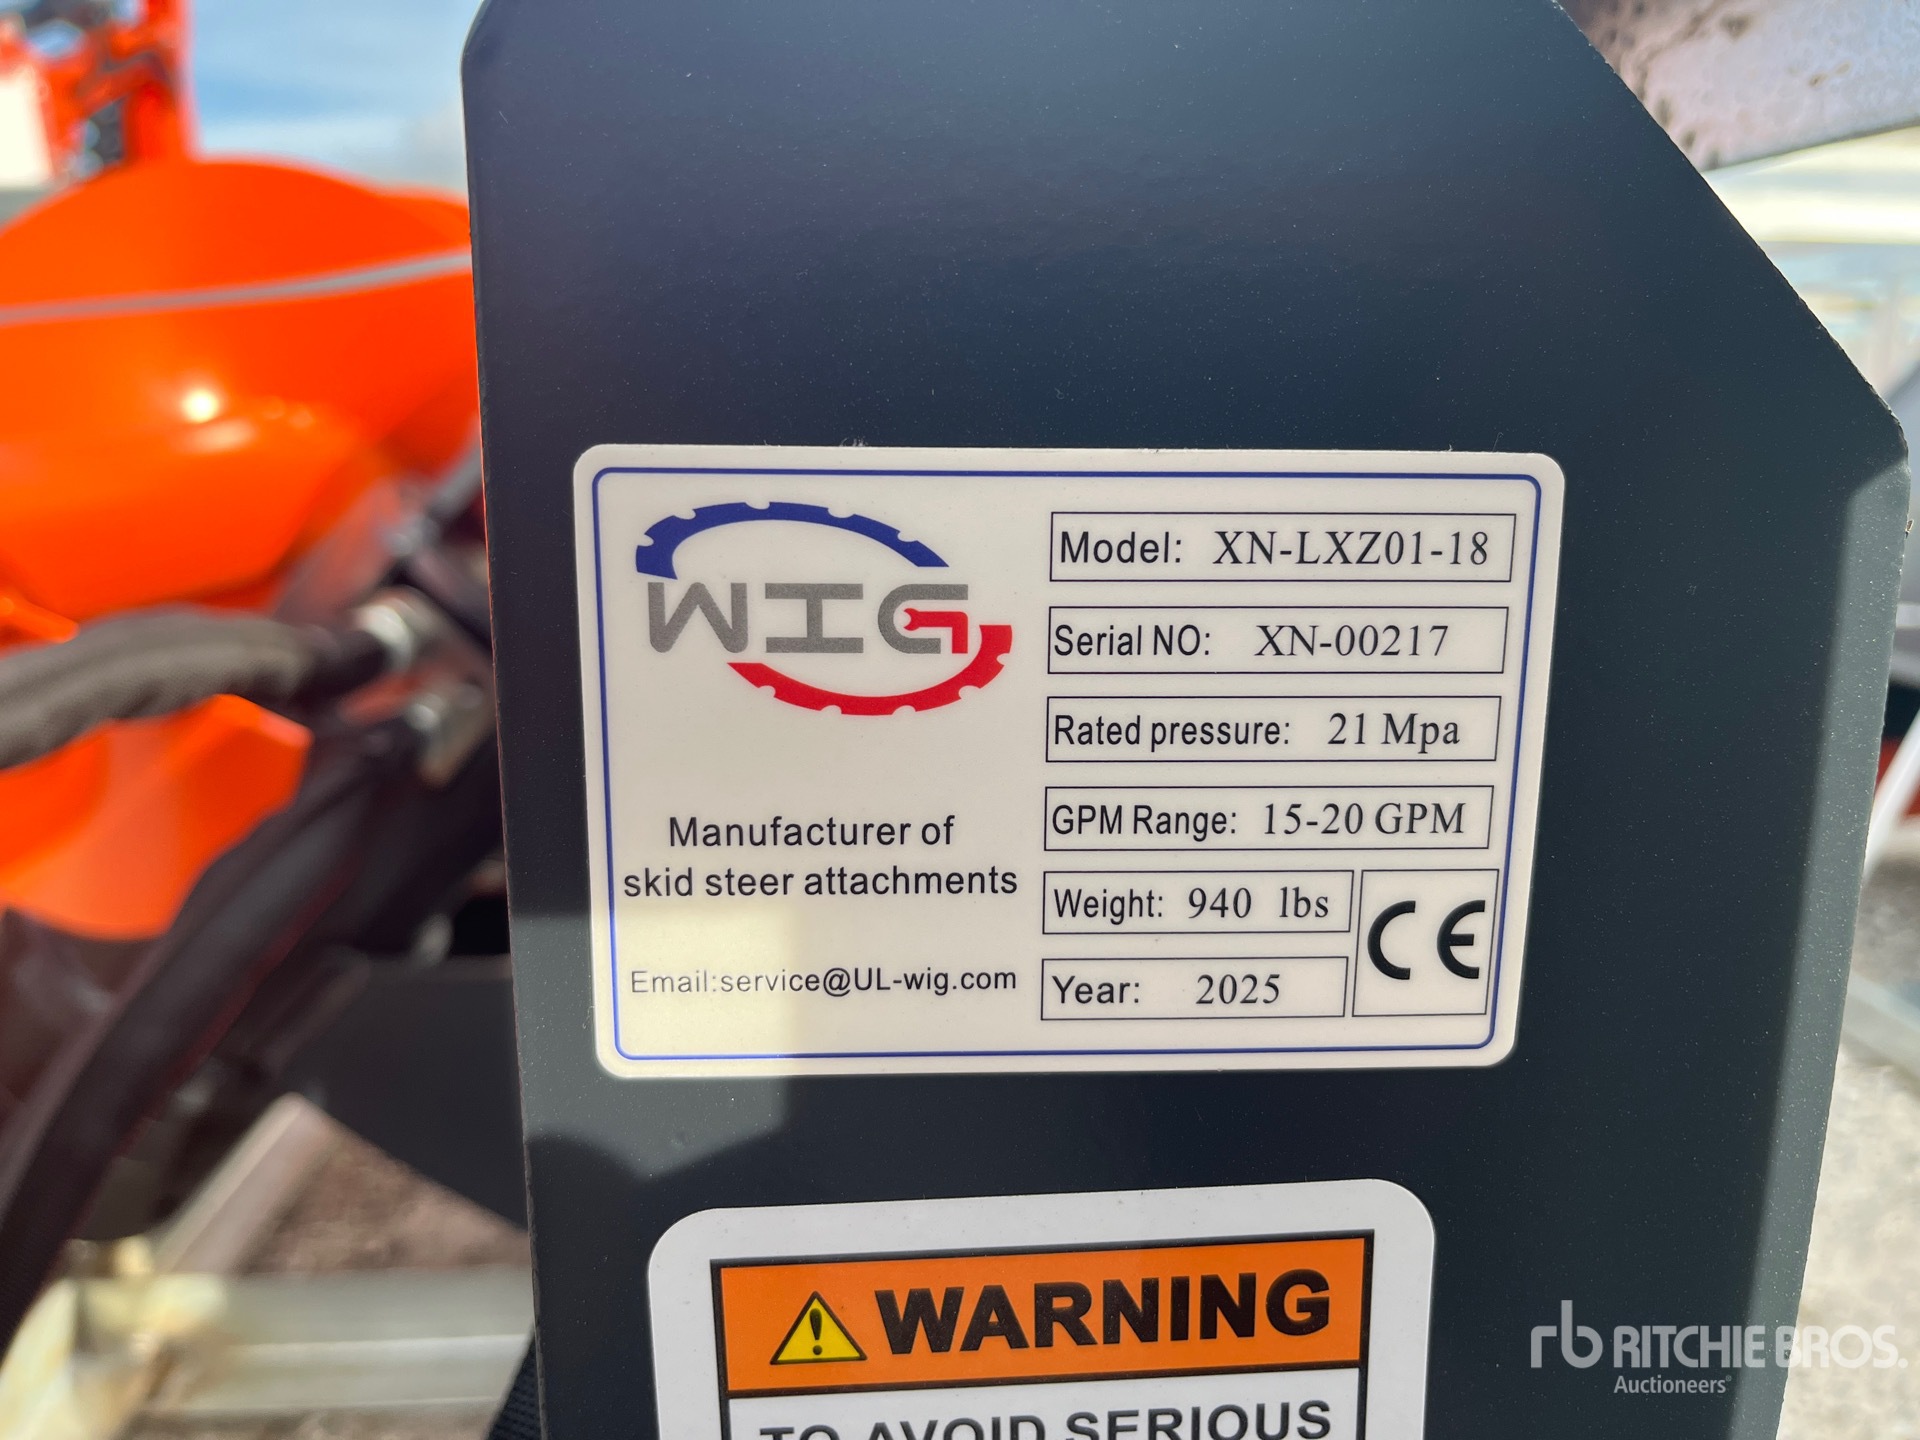 WIG
Manufacturer of
skid steer attachments
Email:service@UL-wig.com
Model: XN-LXZ01-18
Serial NO: XN-00217
Rated pressure: 21 Mpa
GPM Range: 15-20 GPM
Weight: 940 lbs
Year: 2025
CE
WARNING
TO AVOID SERIOUS
rb RITCHIE BROS.
Auctioneers